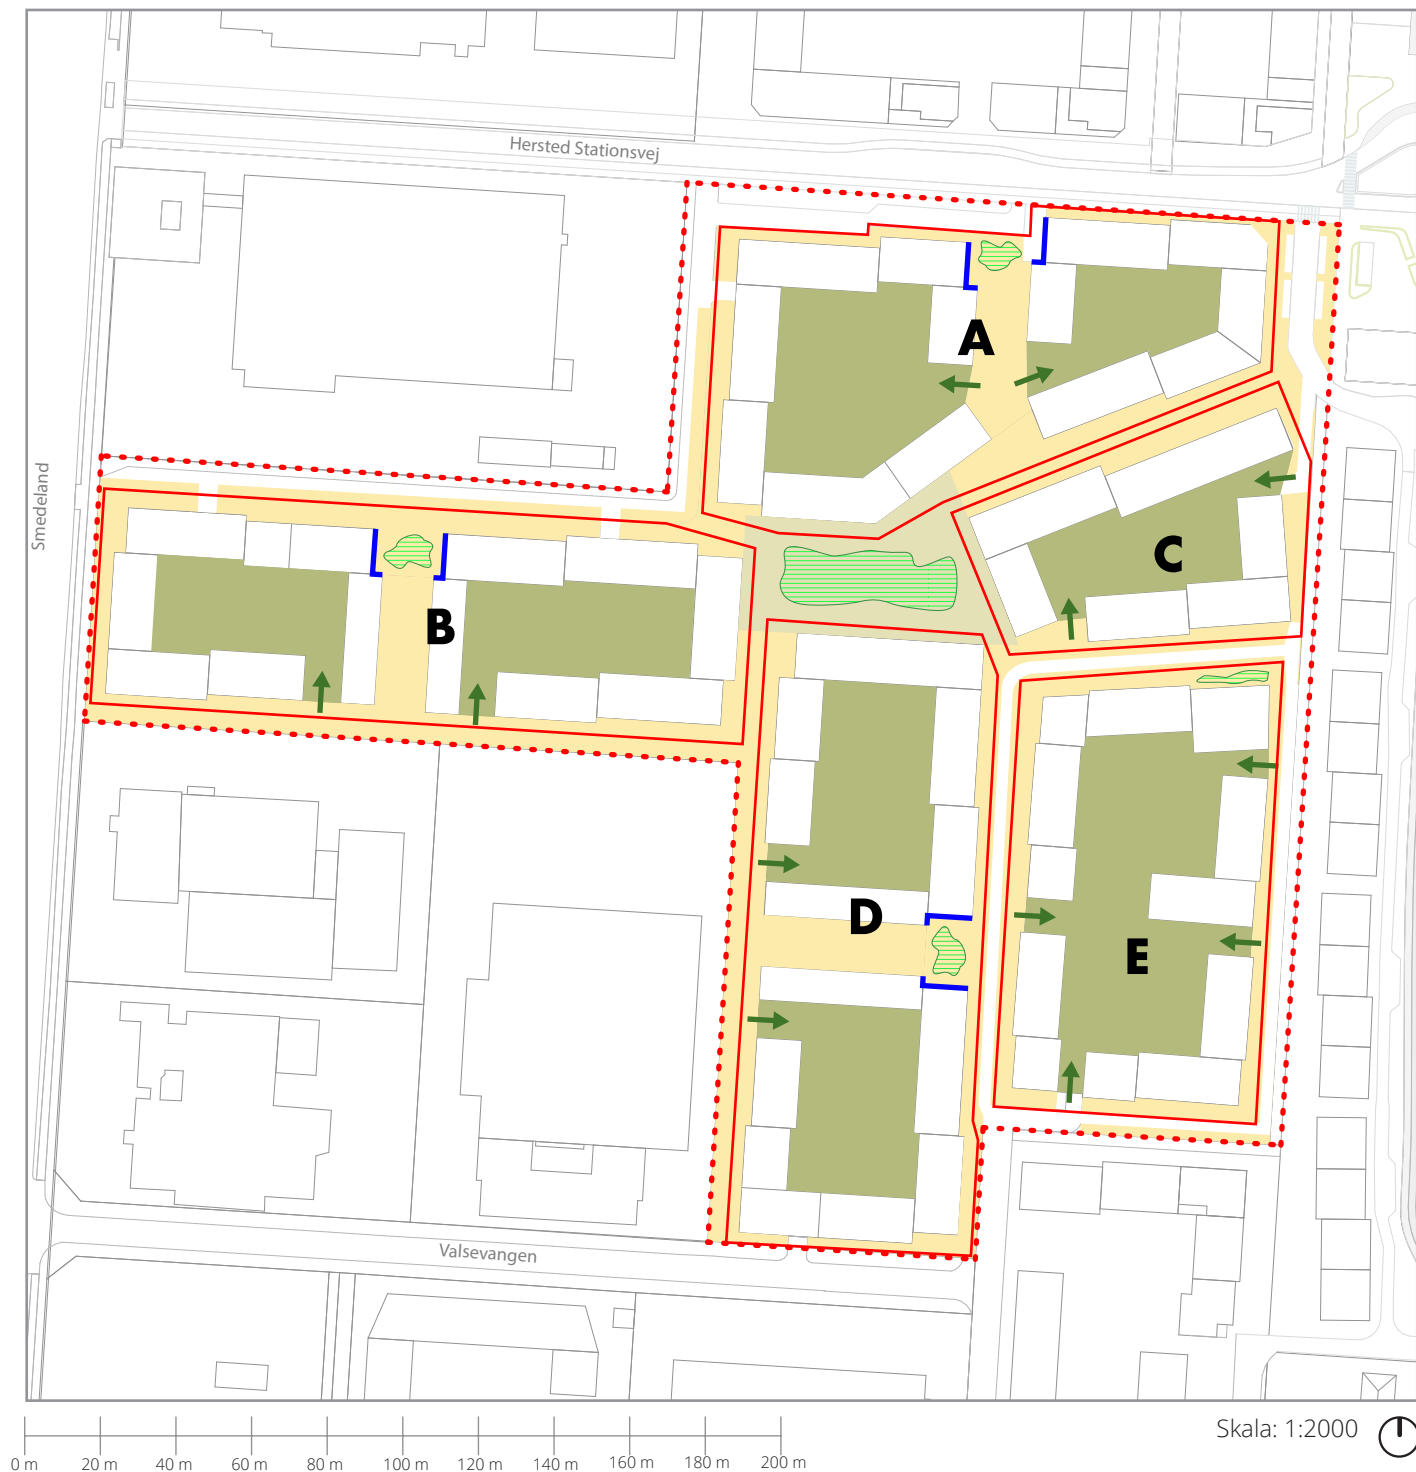 Hersted Stationsvej
A
Smedeland
C
B
D
E
Valsevangen
Skala: 1:2000
0 m 20 m 40 m 60 m 80 m 100 m 120 m 140 m 160 m 180 m 200 m